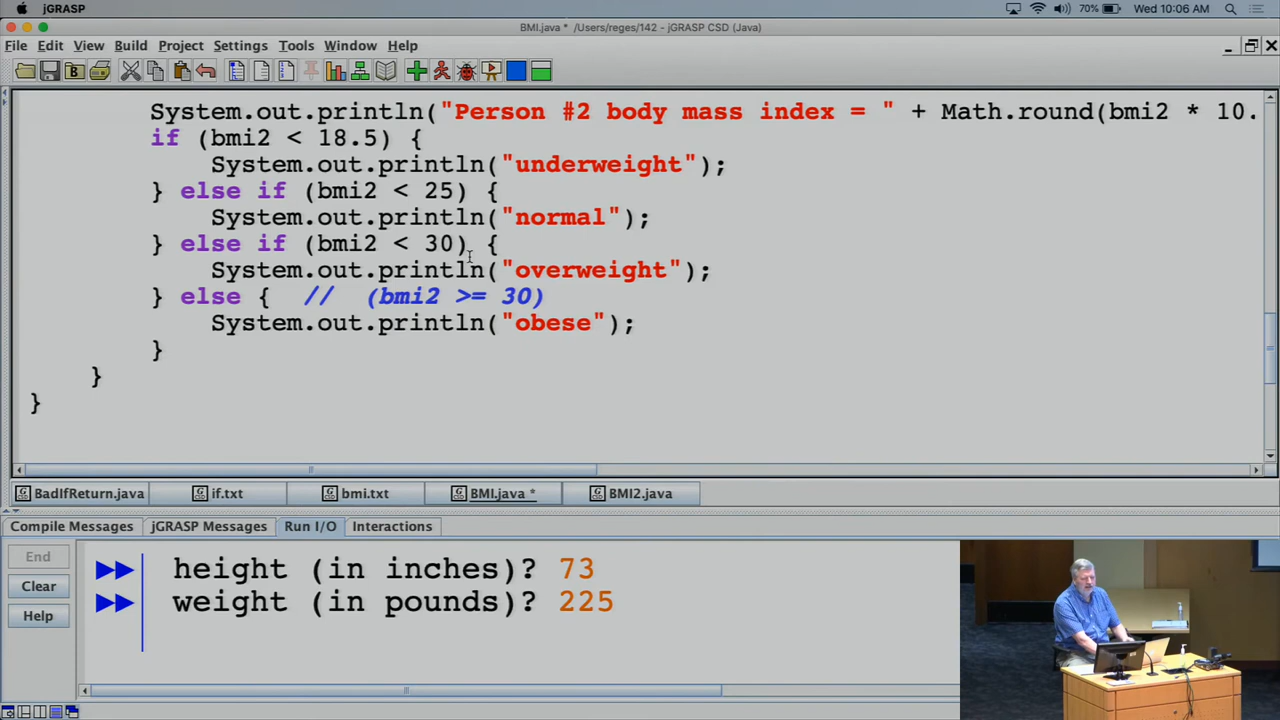 jGRASP
70%
Wed 10:06 AM
BMI.java * /Users/reges/142 - jGRASP CSD (Java)
File Edit View Build Project Settings Tools Window Help
System.out.println("Person #2 body mass index = " + Math.round(bmi2 * 10.
if (bmi2 < 18.5) {
System.out.println("underweight");
} else if (bmi2 < 25) {
System.out.println("normal");
} else if (bmi2 < 30) {
System.out.println("overweight");
} else { // (bmi2 >= 30)
System.out.println("obese");
}
}
}
BadIfReturn.java if.txt bmi.txt BMI.java * BMI2.java
Compile Messages jGRASP Messages Run I/O Interactions
End
Clear
Help
height (in inches)? 73
weight (in pounds)? 225